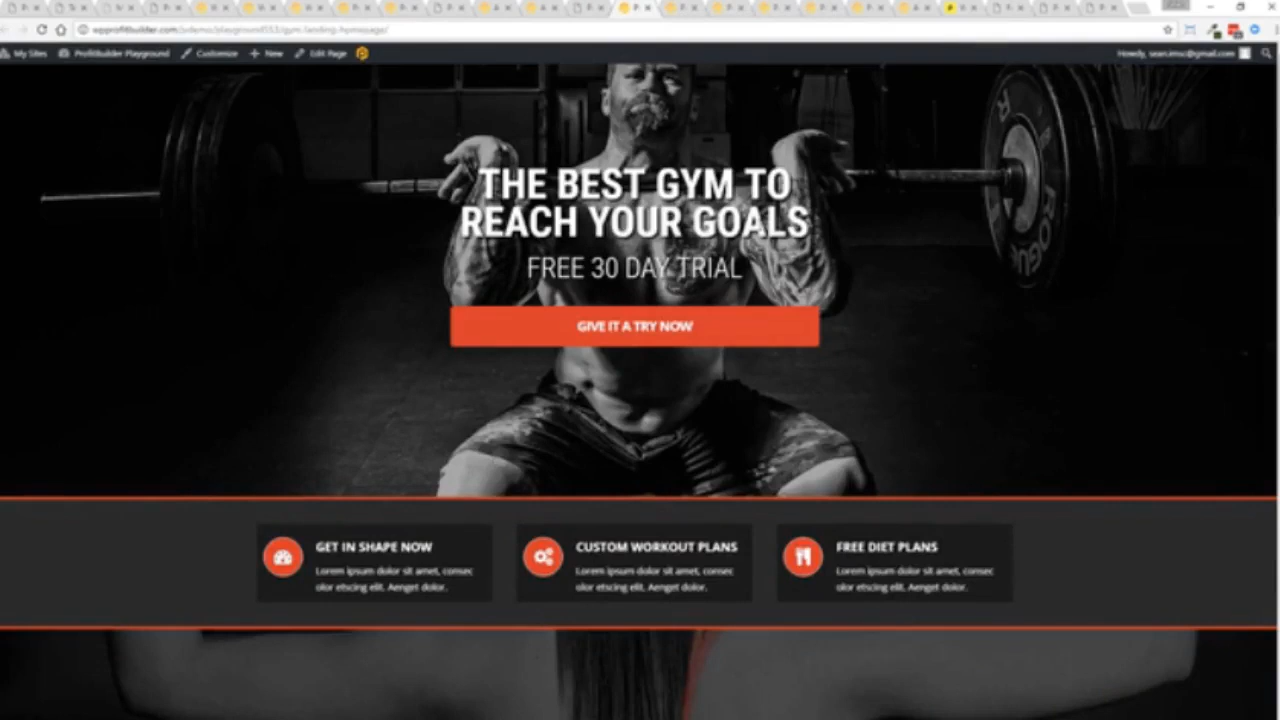 My Sites ProfitBuilder Playground Customize New Edit Page
THE BEST GYM TO
REACH YOUR GOALS
FREE 30 DAY TRIAL
GIVE IT A TRY NOW
GET IN SHAPE NOW
Lorem ipsum dolor sit amet, consec
olor etscing elit. Aenget dolor.
CUSTOM WORKOUT PLANS
Lorem ipsum dolor sit amet, consec
olor etscing elit. Aenget dolor.
FREE DIET PLANS
Lorem ipsum dolor sit amet, consec
olor etscing elit. Aenget dolor.